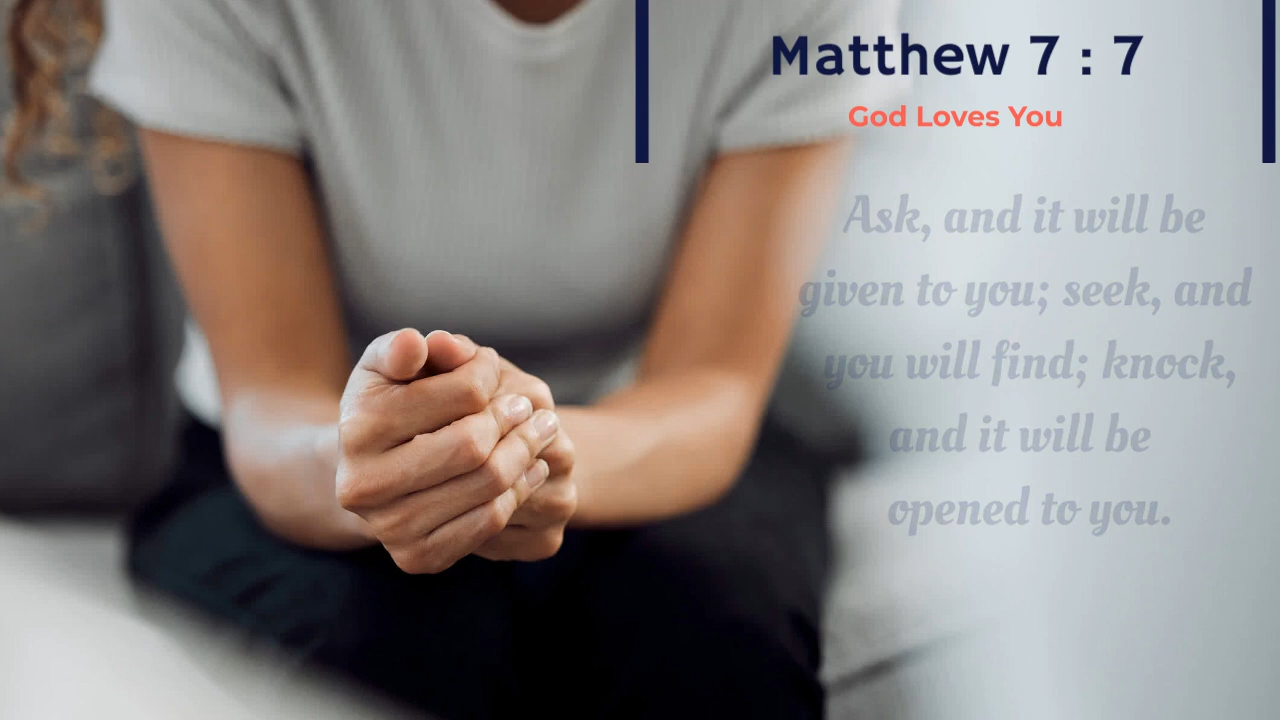 Matthew 7 : 7
God Loves You
Ask, and it will be
given to you; seek, and
you will find; knock,
and it will be
opened to you.